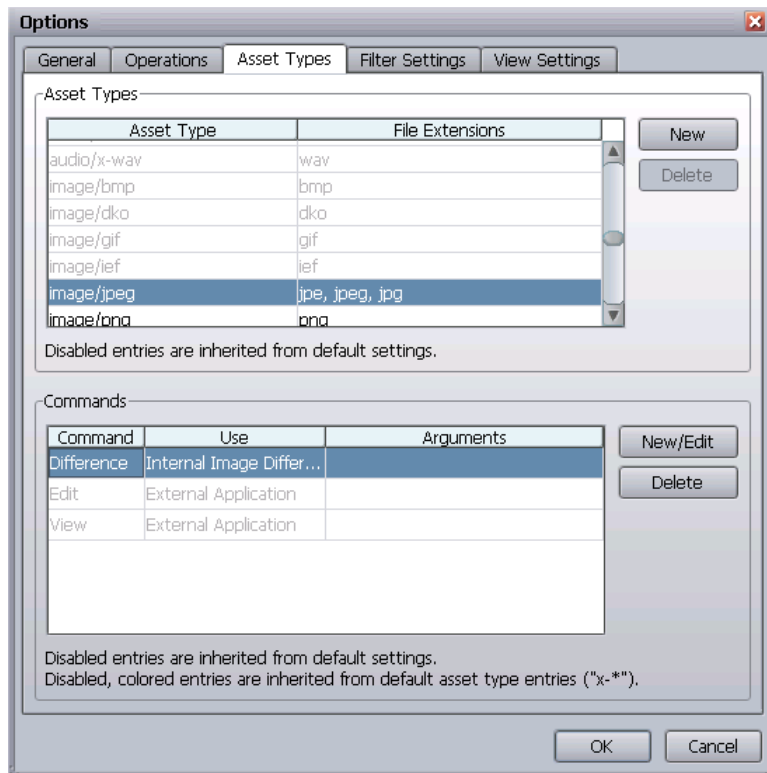 Options
General Operations Asset Types Filter Settings View Settings
Asset Types
Asset Type File Extensions
New
audio/x-wav wav
Delete
image/bmp bmp
image/dko dko
image/gif gif
image/ief ief
image/jpeg jpe, jpeg, jpg
image/png png
Disabled entries are inherited from default settings.
Commands
Command Use Arguments
New/Edit
Difference Internal Image Differ...
Delete
Edit External Application
View External Application
Disabled entries are inherited from default settings.
Disabled, colored entries are inherited from default asset type entries ("x-*").
OK Cancel